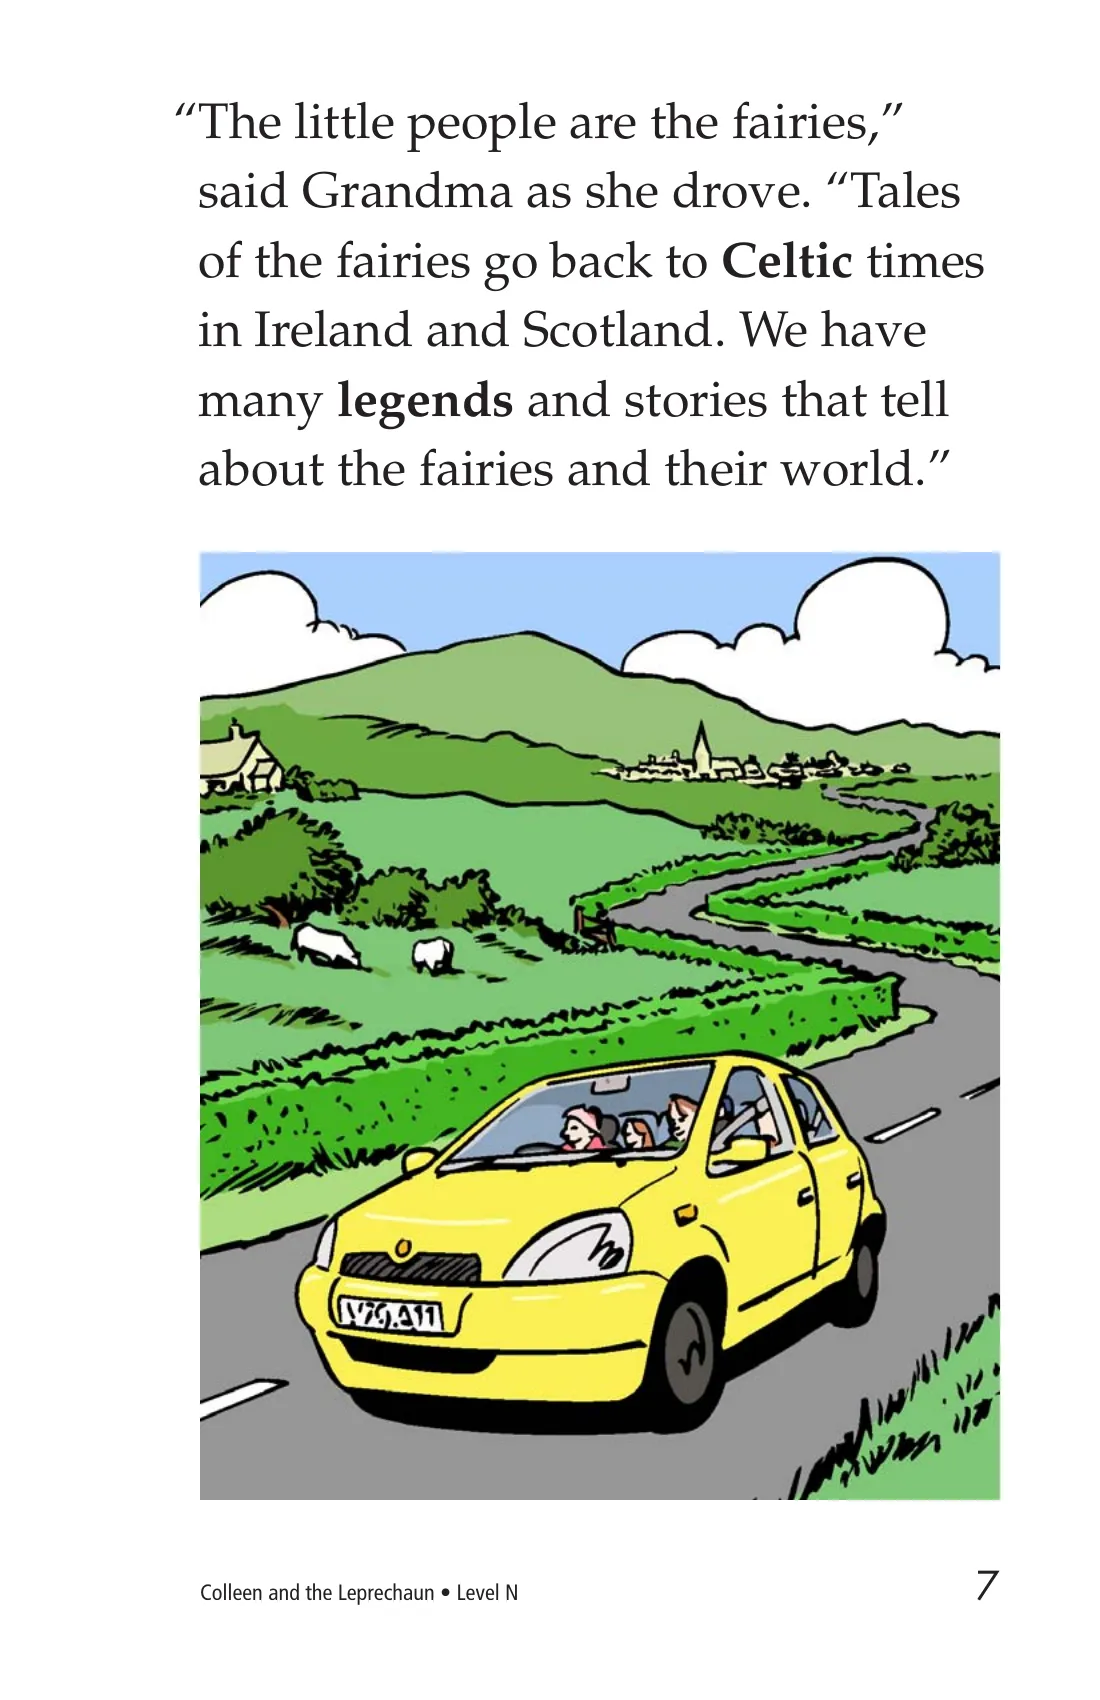 “The little people are the fairies,”
said Grandma as she drove. “Tales
of the fairies go back to Celtic times
in Ireland and Scotland. We have
many legends and stories that tell
about the fairies and their world.”
Colleen and the Leprechaun • Level N
7